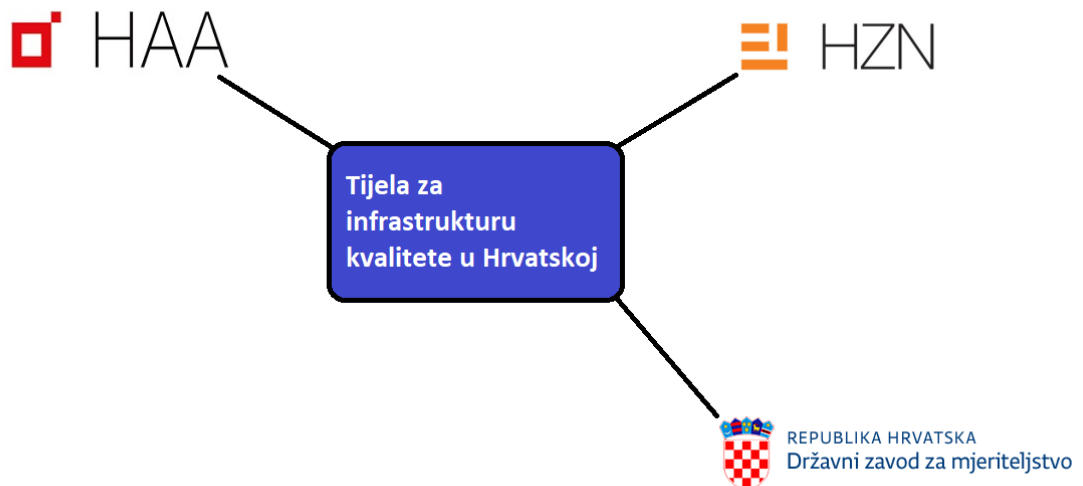 HAA
HZN
Tijela za
infrastrukturu
kvalitete u Hrvatskoj
REPUBLIKA HRVATSKA
Državni zavod za mjeriteljstvo